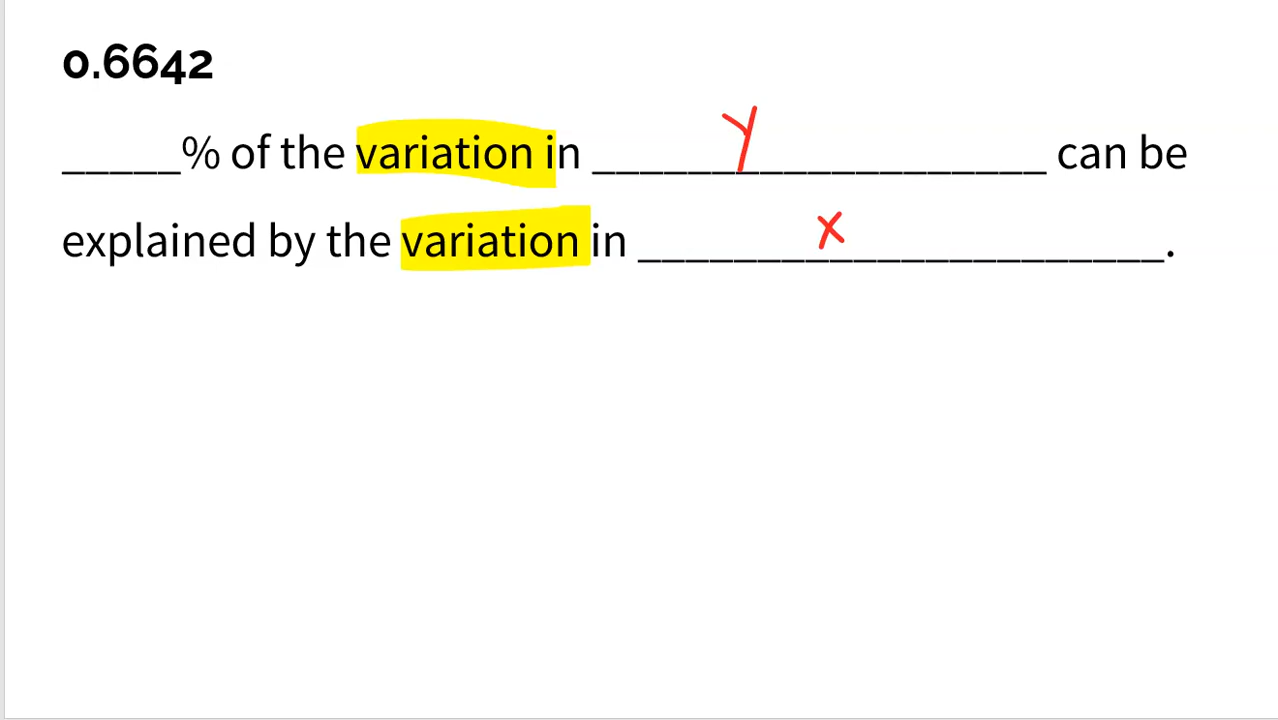 0.6642
_____% of the variation in ___________________ can be
explained by the variation in ______________________.
y
x